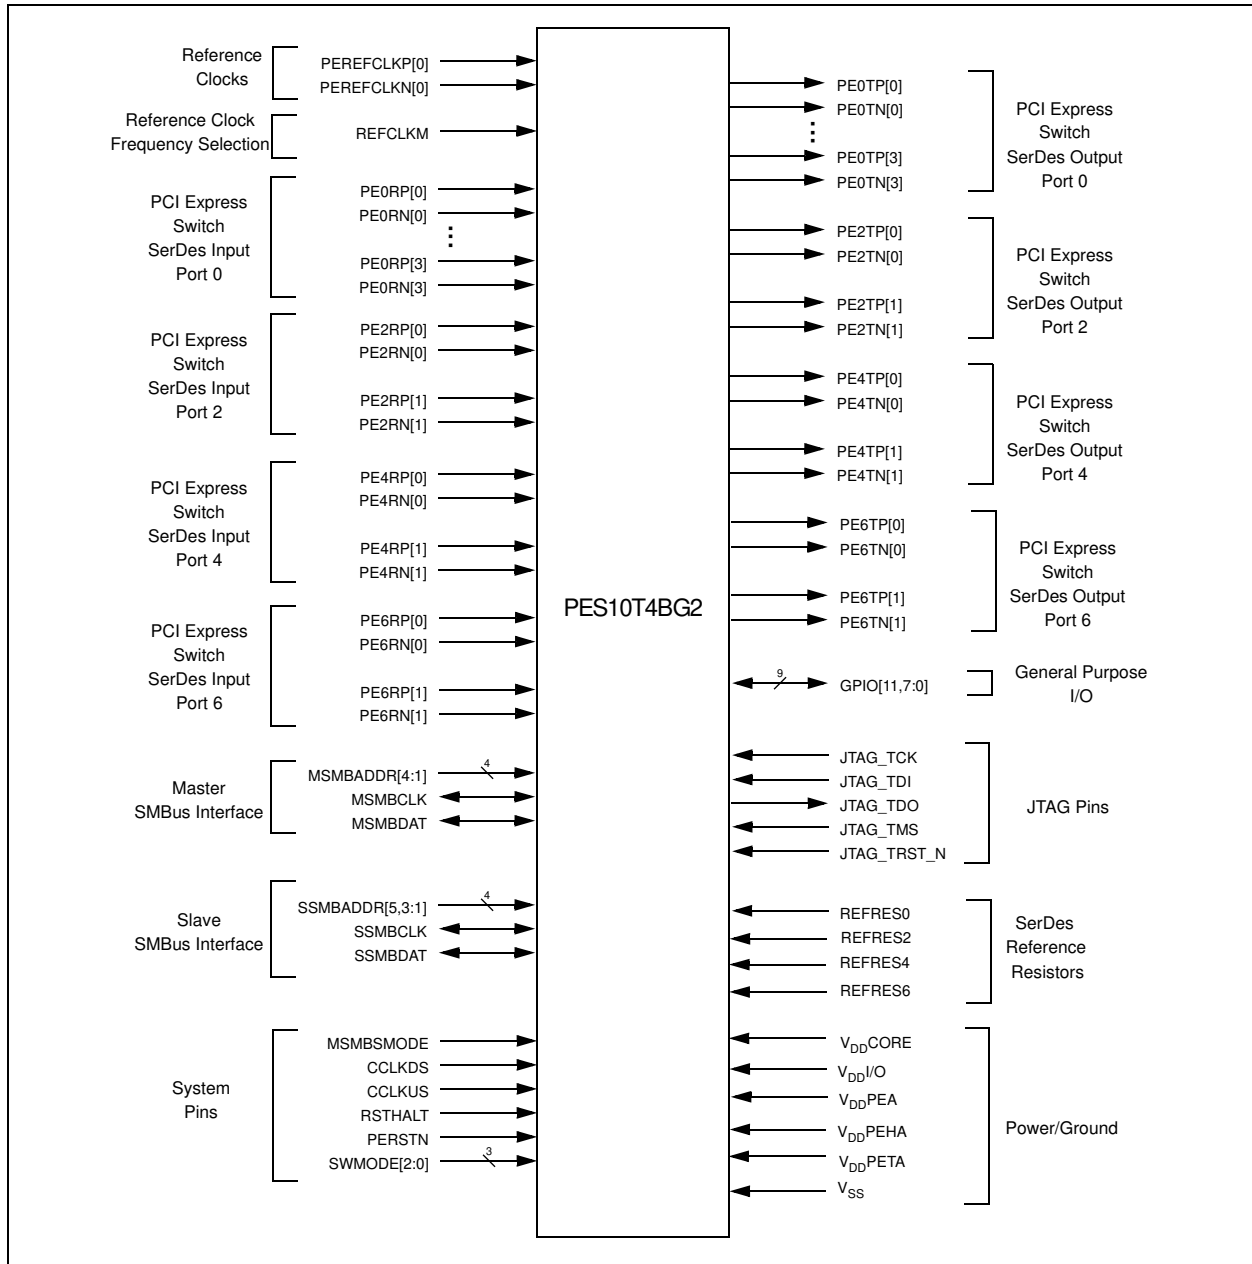 Reference
Clocks
PEREFCLKP[0]
PEREFCLKN[0]
Reference Clock
Frequency Selection
REFCLKM
PCI Express
Switch
SerDes Input
Port 0
PE0RP[0]
PE0RN[0]
PE0RP[3]
PE0RN[3]
PCI Express
Switch
SerDes Input
Port 2
PE2RP[0]
PE2RN[0]
PE2RP[1]
PE2RN[1]
PCI Express
Switch
SerDes Input
Port 4
PE4RP[0]
PE4RN[0]
PE4RP[1]
PE4RN[1]
PCI Express
Switch
SerDes Input
Port 6
PE6RP[0]
PE6RN[0]
PE6RP[1]
PE6RN[1]
Master
SMBus Interface
MSMBADDR[4:1]
4
MSMBCLK
MSMBDAT
Slave
SMBus Interface
SSMBADDR[5,3:1]
4
SSMBCLK
SSMBDAT
System
Pins
MSMBSMODE
CCLKDS
CCLKUS
RSTHALT
PERSTN
SWMODE[2:0]
3
PES10T4BG2
PE0TP[0]
PE0TN[0]
PE0TP[3]
PE0TN[3]
PCI Express
Switch
SerDes Output
Port 0
PE2TP[0]
PE2TN[0]
PE2TP[1]
PE2TN[1]
PCI Express
Switch
SerDes Output
Port 2
PE4TP[0]
PE4TN[0]
PE4TP[1]
PE4TN[1]
PCI Express
Switch
SerDes Output
Port 4
PE6TP[0]
PE6TN[0]
PE6TP[1]
PE6TN[1]
PCI Express
Switch
SerDes Output
Port 6
9
GPIO[11,7:0]
General Purpose
I/O
JTAG_TCK
JTAG_TDI
JTAG_TDO
JTAG_TMS
JTAG_TRST_N
JTAG Pins
REFRES0
REFRES2
REFRES4
REFRES6
SerDes
Reference
Resistors
VDDCORE
VDDI/O
VDDPEA
VDDPEHA
VDDPETA
VSS
Power/Ground